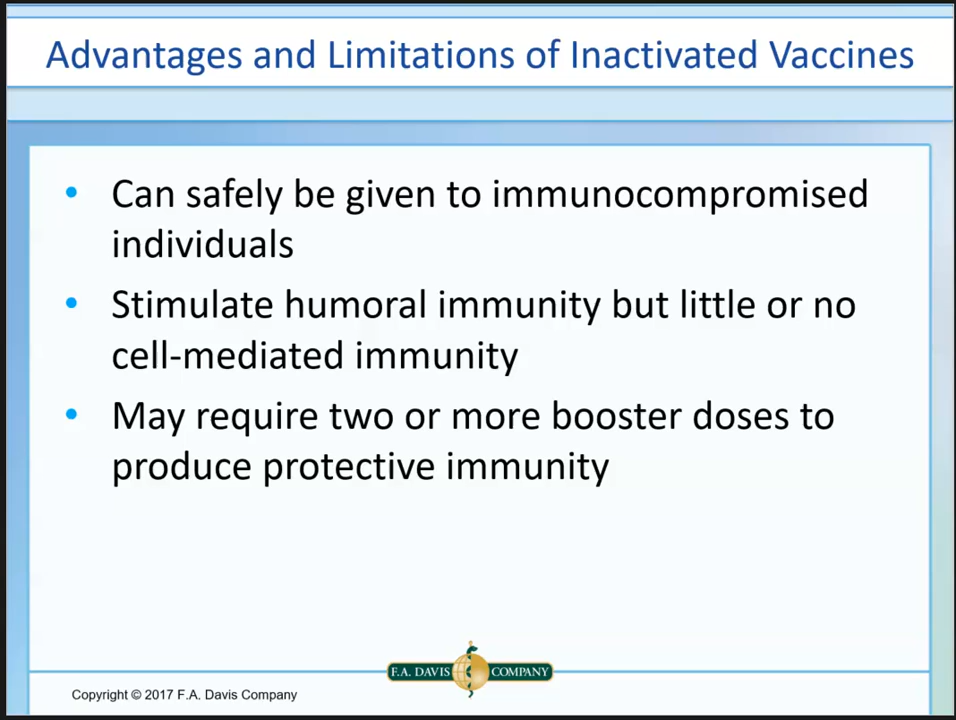 Advantages and Limitations of Inactivated Vaccines
• Can safely be given to immunocompromised
individuals
• Stimulate humoral immunity but little or no
cell-mediated immunity
• May require two or more booster doses to
produce protective immunity
F.A. DAVIS COMPANY
Copyright © 2017 F.A. Davis Company